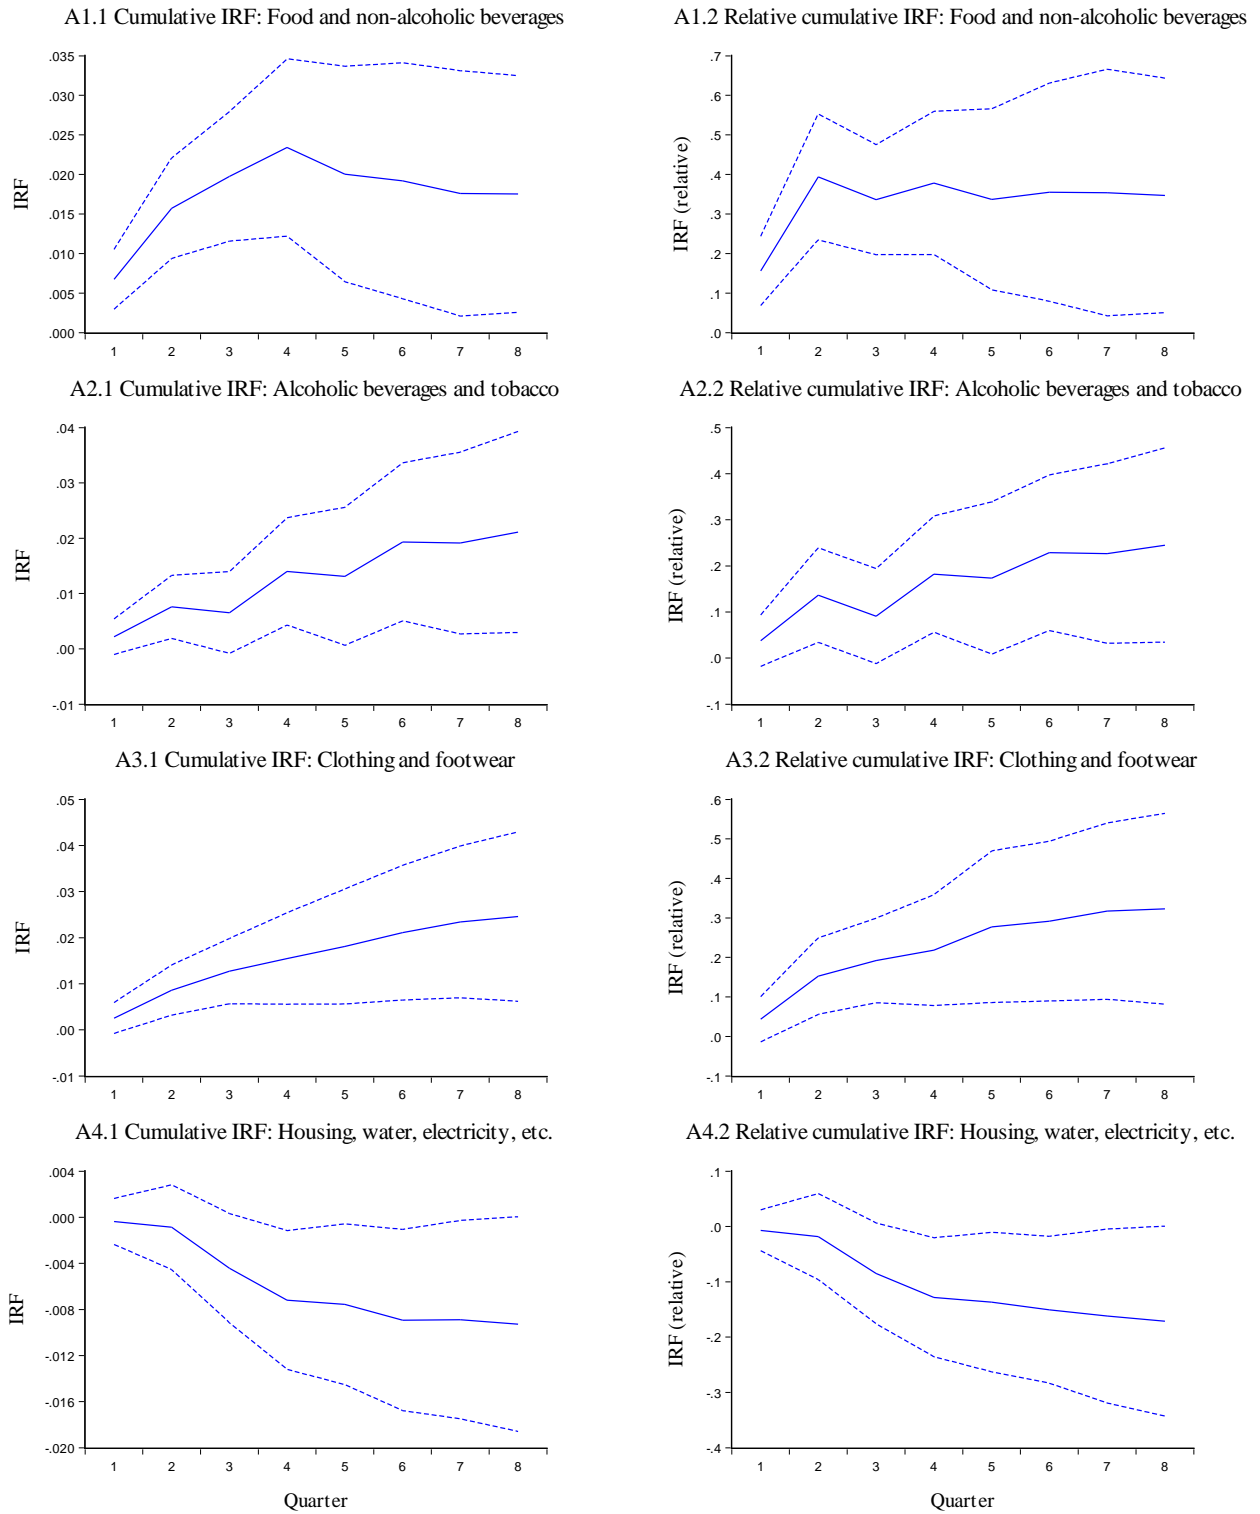 A1.1 Cumulative IRF: Food and non-alcoholic beverages
.035
.030
.025
.020
.015
.010
.005
.000
IRF
1 2 3 4 5 6 7 8
A1.2 Relative cumulative IRF: Food and non-alcoholic beverages
.7
.6
.5
.4
.3
.2
.1
.0
IRF (relative)
1 2 3 4 5 6 7 8
A2.1 Cumulative IRF: Alcoholic beverages and tobacco
.04
.03
.02
.01
.00
-.01
IRF
1 2 3 4 5 6 7 8
A2.2 Relative cumulative IRF: Alcoholic beverages and tobacco
.5
.4
.3
.2
.1
.0
-.1
IRF (relative)
1 2 3 4 5 6 7 8
A3.1 Cumulative IRF: Clothing and footwear
.05
.04
.03
.02
.01
.00
-.01
IRF
1 2 3 4 5 6 7 8
A3.2 Relative cumulative IRF: Clothing and footwear
.6
.5
.4
.3
.2
.1
.0
-.1
IRF (relative)
1 2 3 4 5 6 7 8
A4.1 Cumulative IRF: Housing, water, electricity, etc.
.004
.000
-.004
-.008
-.012
-.016
-.020
IRF
1 2 3 4 5 6 7 8
Quarter
A4.2 Relative cumulative IRF: Housing, water, electricity, etc.
.1
.0
-.1
-.2
-.3
-.4
IRF (relative)
1 2 3 4 5 6 7 8
Quarter